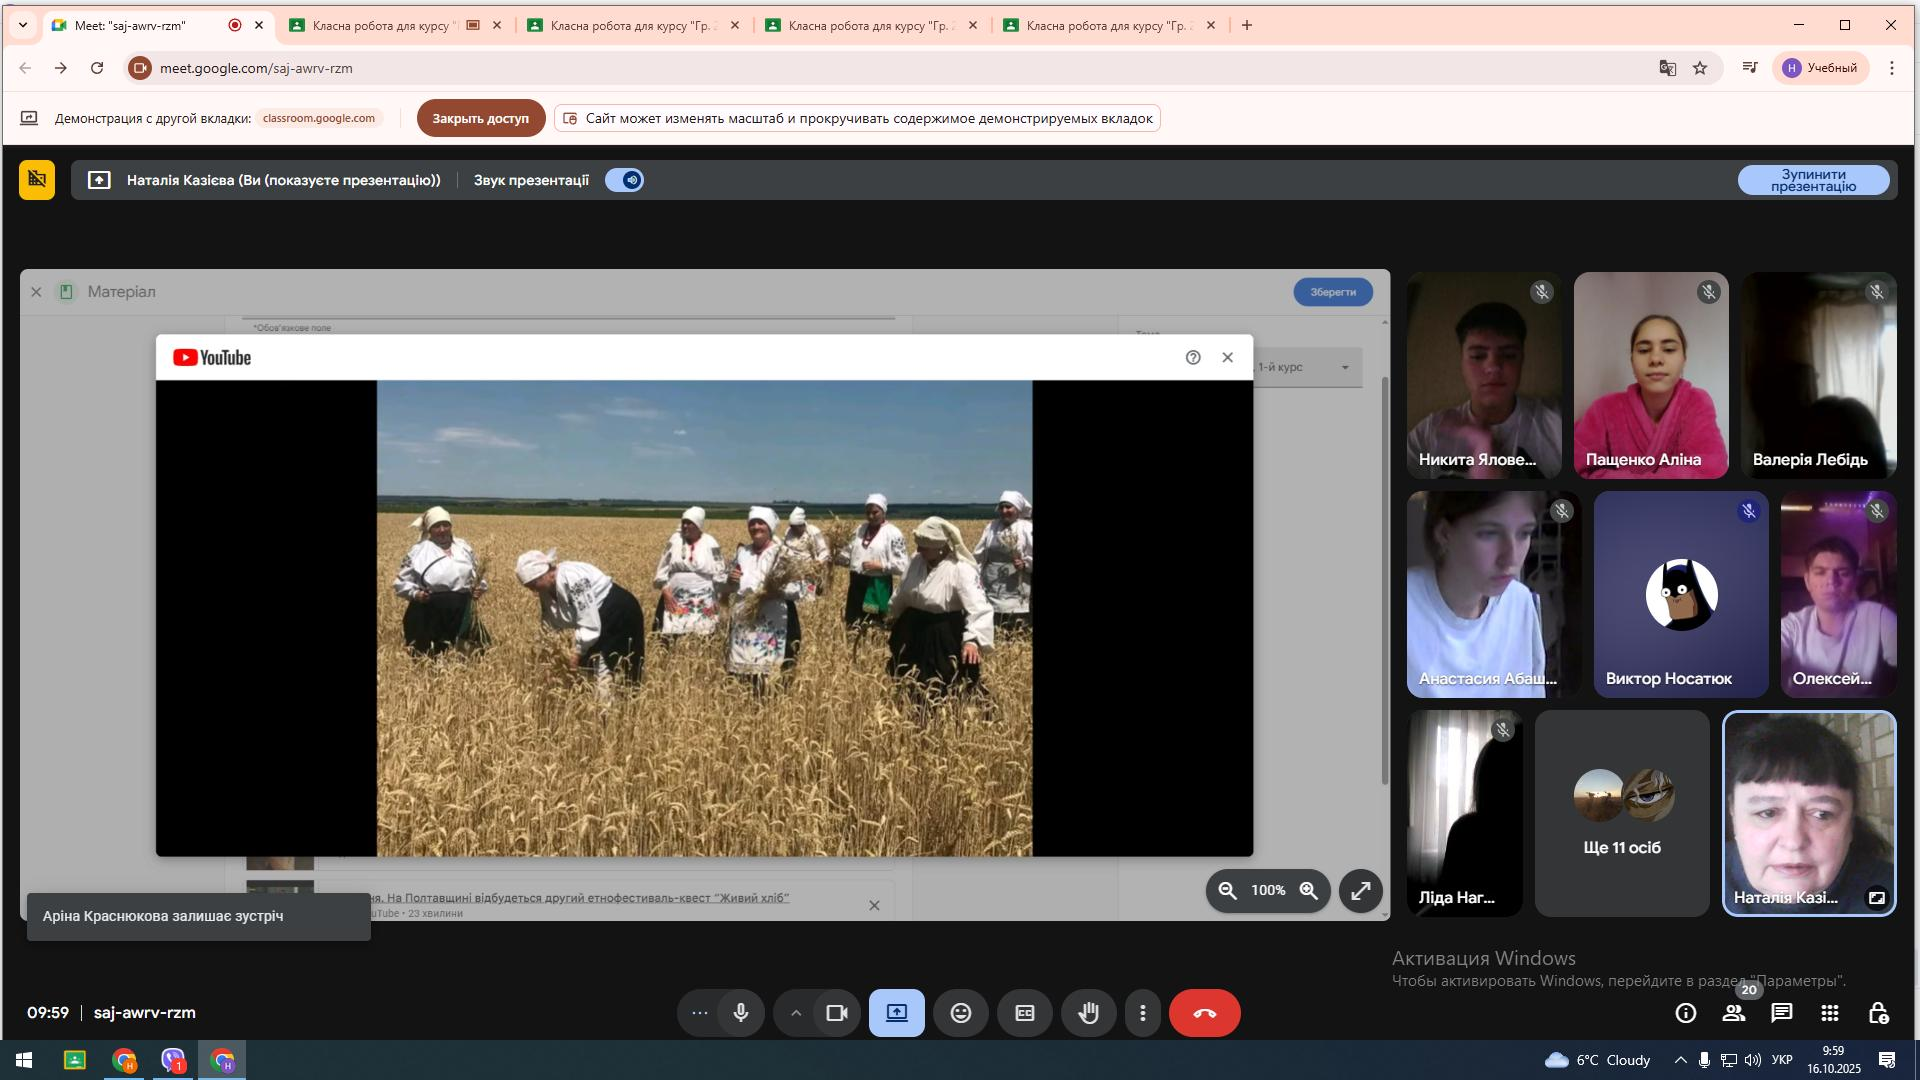 Meet: "saj-awrv-rzm"
Класна робота для курсу "
Класна робота для курсу "Гр.
Класна робота для курсу "Гр.
Класна робота для курсу "Гр.
meet.google.com/saj-awrv-rzm
Н
Учебный
Демонстрация с другой вкладки:
classroom.google.com
Закрыть доступ
Сайт может изменять масштаб и прокручивать содержимое демонстрируемых вкладок
Наталія Казієва (Ви (показуєте презентацію))
Звук презентації
Зупинити
презентацію
Матеріал
Зберегти
*Обов'язкове поле
YouTube
1-й курс
ня. На Полтавщині відбудеться другий етнофестиваль-квест “Живий хліб”
uTube • 23 хвилини
100%
Аріна Краснюкова залишає зустріч
Никита Ялове...
Пащенко Аліна
Валерія Лебідь
Анастасия Абаш...
Виктор Носатюк
Олексей...
Ліда Наг...
Ще 11 осіб
Наталія Казі...
Активация Windows
Чтобы активировать Windows, перейдите в раздел "Параметры".
09:59
saj-awrv-rzm
CC
20
1
6°C Cloudy
УКР
9:59
16.10.2025